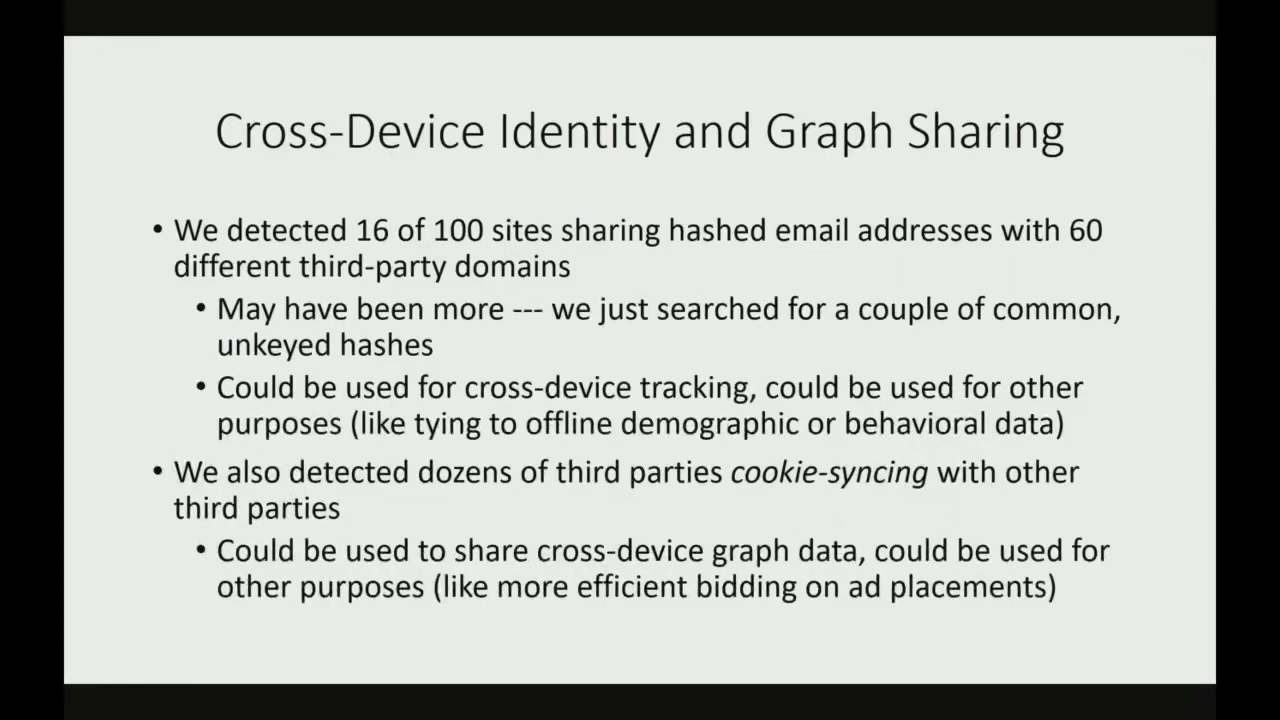 Cross-Device Identity and Graph Sharing
• We detected 16 of 100 sites sharing hashed email addresses with 60
different third-party domains
• May have been more --- we just searched for a couple of common,
unkeyed hashes
• Could be used for cross-device tracking, could be used for other
purposes (like tying to offline demographic or behavioral data)
• We also detected dozens of third parties cookie-syncing with other
third parties
• Could be used to share cross-device graph data, could be used for
other purposes (like more efficient bidding on ad placements)